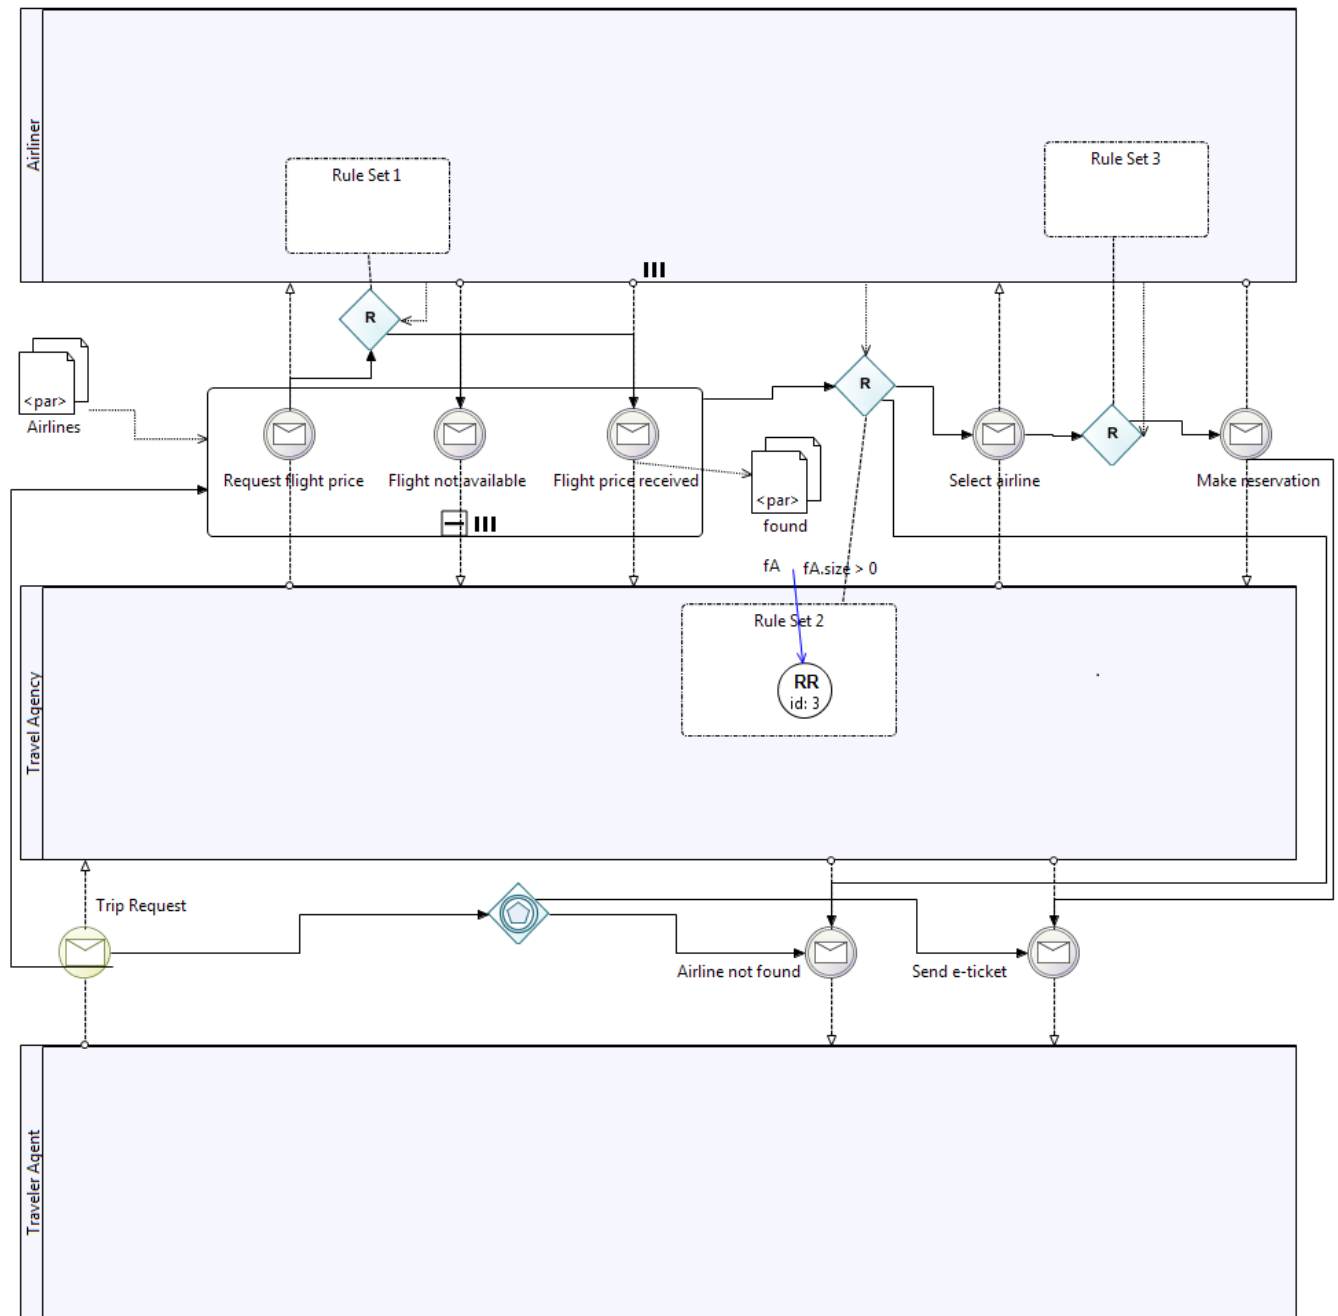 Airliner
Rule Set 1
Rule Set 3
R
R
R
<par>
Airlines
Request flight price
Flight not available
Flight price received
<par>
found
Select airline
Make reservation
fA
fA.size > 0
Rule Set 2
RR
id: 3
Travel Agency
Trip Request
Airline not found
Send e-ticket
Traveler Agent